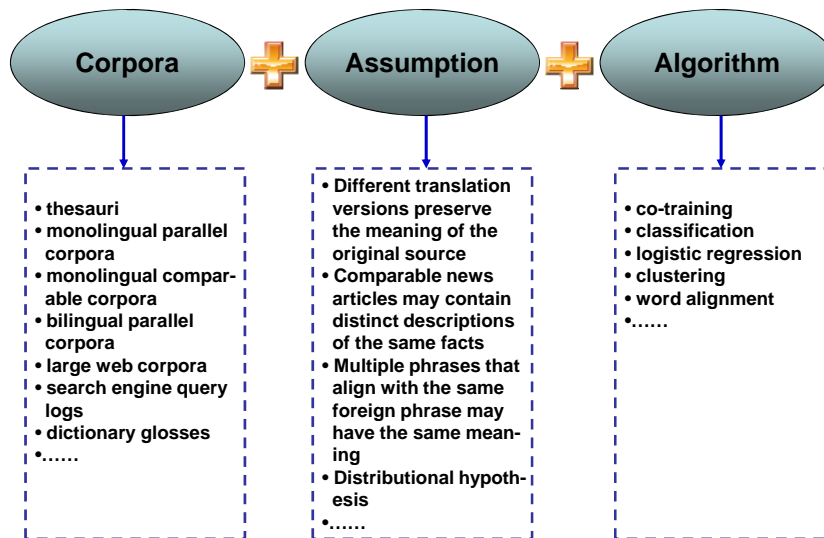 Corpora
Assumption
Algorithm
• thesauri
• monolingual parallel
corpora
• monolingual compar-
able corpora
• bilingual parallel
corpora
• large web corpora
• search engine query
logs
• dictionary glosses
•……
• Different translation
versions preserve
the meaning of the
original source
• Comparable news
articles may contain
distinct descriptions
of the same facts
• Multiple phrases that
align with the same
foreign phrase may
have the same mean-
ing
• Distributional hypoth-
esis
•……
• co-training
• classification
• logistic regression
• clustering
• word alignment
•……